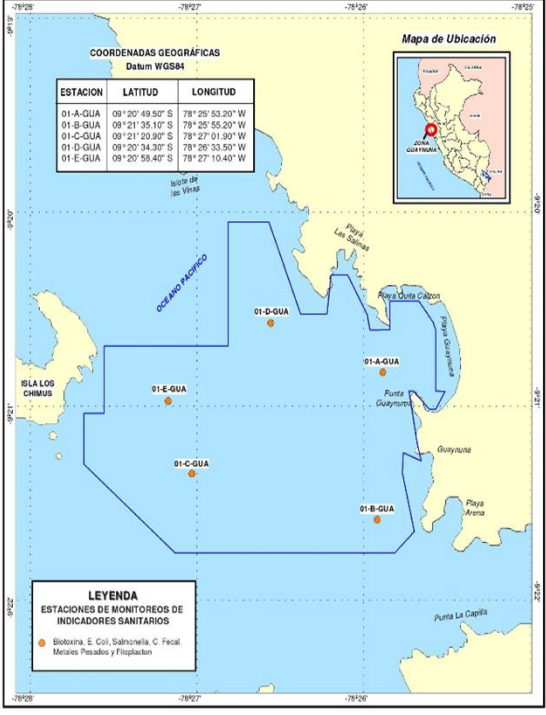 -78°28'
-78°27'
-78°26'
-78°25'
COORDENADAS GEOGRÁFICAS
Datum WGS84
ESTACION LATITUD LONGITUD
01-A-GUA 09° 20' 49.50" S 78° 25' 53.20" W
01-B-GUA 09° 21' 35.10" S 78° 25' 55.20" W
01-C-GUA 09° 21' 20.90" S 78° 27' 01.90" W
01-D-GUA 09° 20' 34.30" S 78° 26' 33.50" W
01-E-GUA 09° 20' 58.40" S 78° 27' 10.40" W
Mapa de Ubicación
ZONA
GUAYNUNA
Islote de
las Vinas
-9°20'
-9°20'
Playa
Las Salinas
OCEANO PACIFICO
Playa Quita Calzon
01-D-GUA
Playa Guaynuna
01-A-GUA
ISLA LOS
CHIMUS
01-E-GUA
Punta
Guaynuna
-9°21'
-9°21'
Guaynuna
01-C-GUA
Playa
Arena
01-B-GUA
-9°22'
-9°22'
LEYENDA
ESTACIONES DE MONITOREOS DE
INDICADORES SANITARIOS
Biotoxina, E. Coli, Salmonella, C. Fecal,
Metales Pesados y Fitoplacton
Punta La Capilla
-78°28'
-78°27'
-78°26'
-78°25'